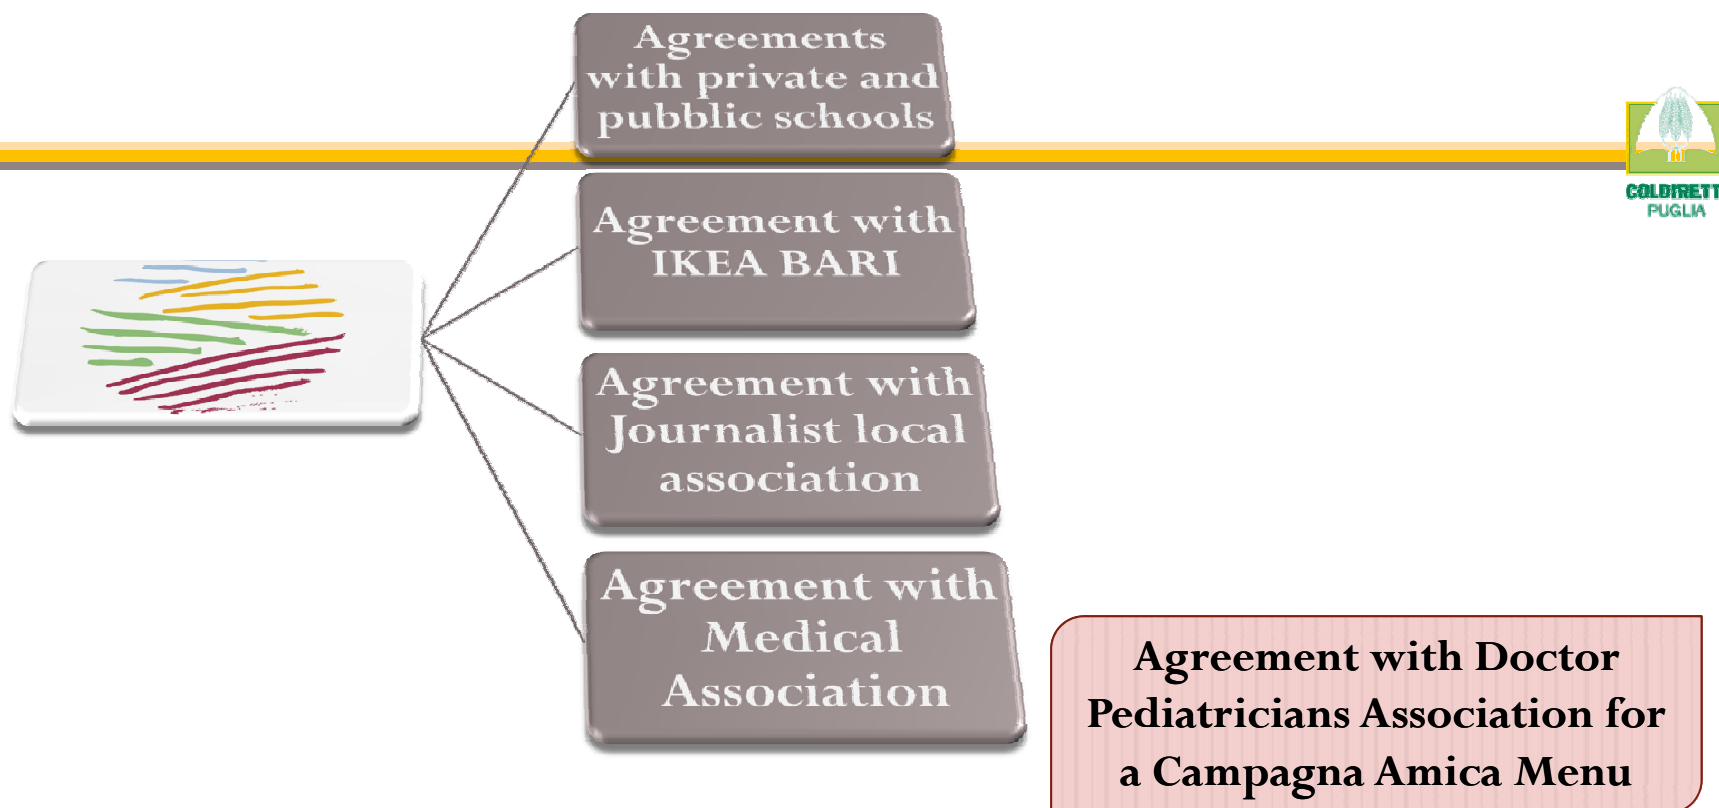 Agreements
with private and
pubblic schools
COLDIRETT
PUGLIA
Agreement with
IKEA BARI
Agreement with
Journalist local
association
Agreement with
Medical
Association
Agreement with Doctor
Pediatricians Association for
a Campagna Amica Menu